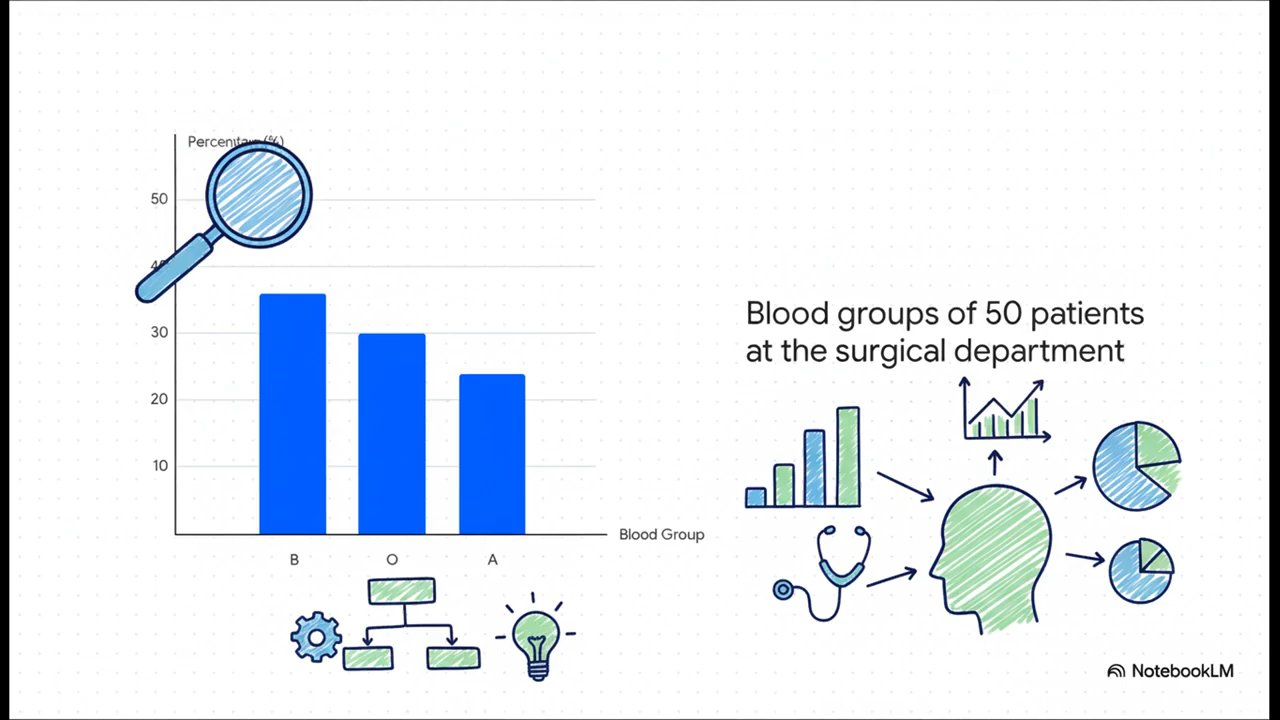 (%)
50
30
20
10
B O A
Blood Group
Blood groups of 50 patients
at the surgical department
NotebookLM